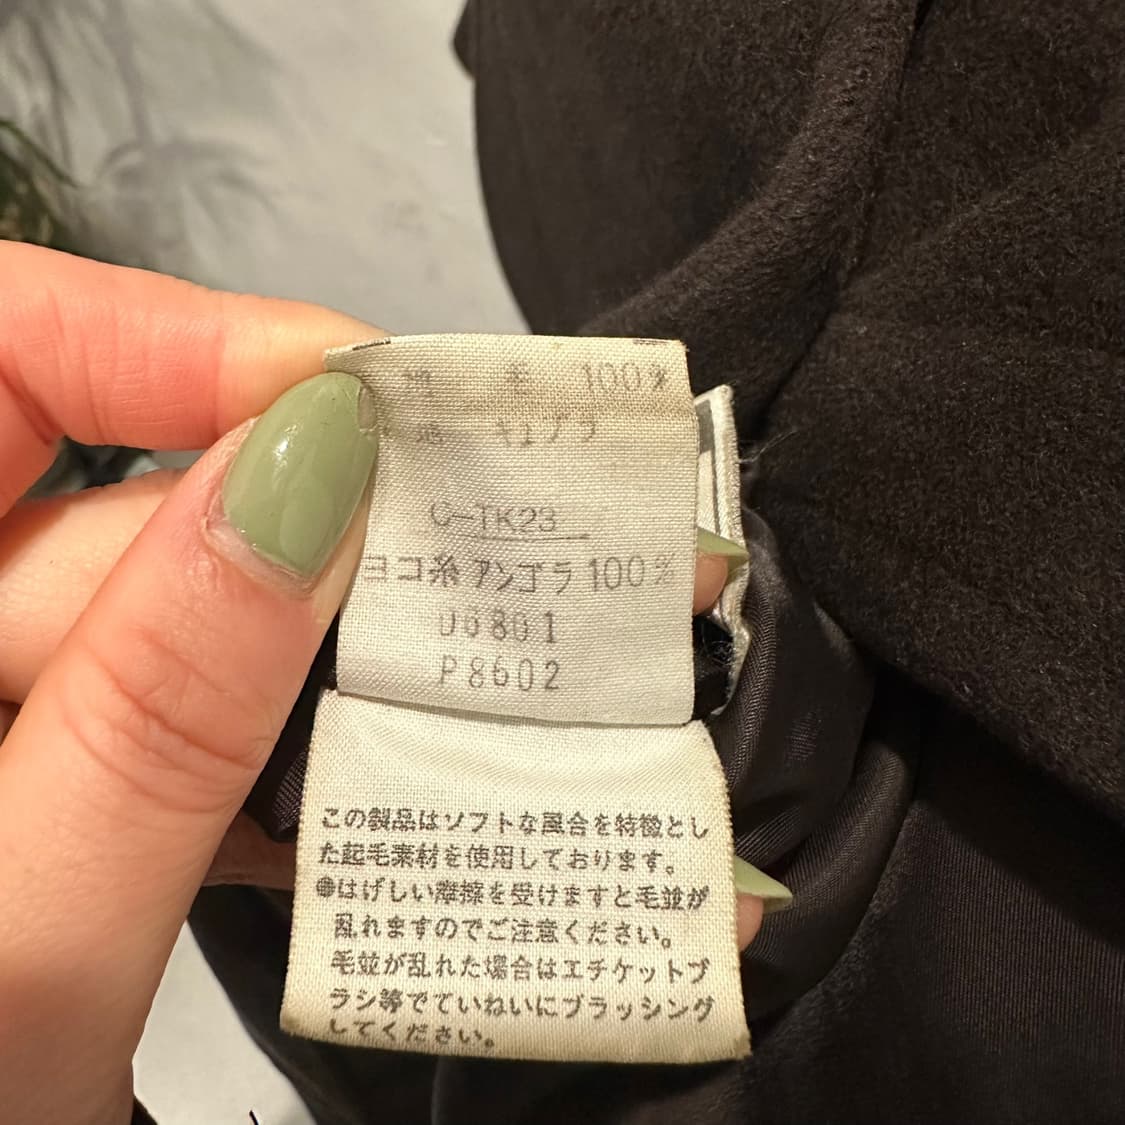 毛 100%
地 キュプラ
C-TK23
ヨコ糸 アンゴラ 100%
U6801
P8602
この製品はソフトな風合を特徴とし
た起毛素材を使用しております。
●はげしい摩擦を受けますと毛並が
乱れますのでご注意ください。
毛並が乱れた場合はエチケットブ
ラシ等でていねいにブラッシング
してください。